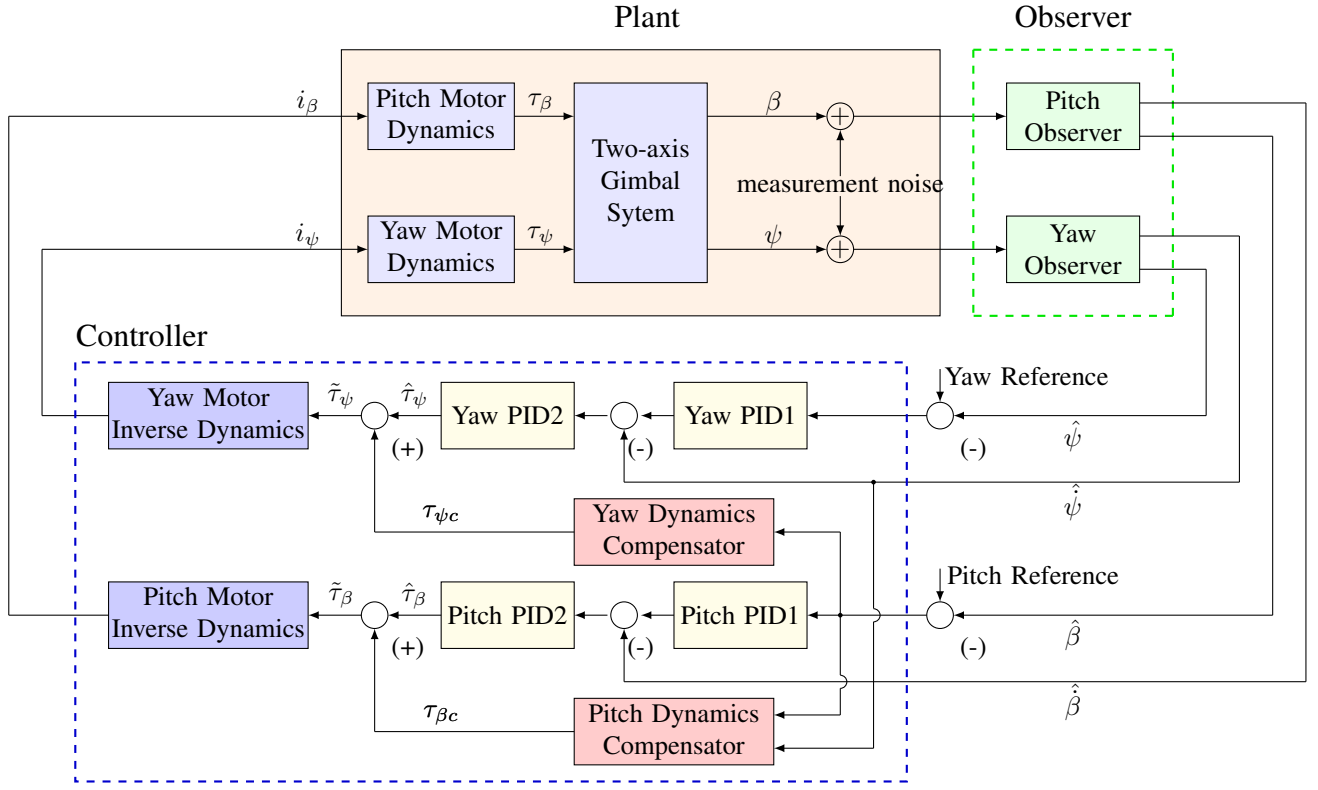 Plant
Observer
i_β
Pitch Motor
Dynamics
τ_β
Two-axis
Gimbal
Sytem
β
+
Pitch
Observer
measurement noise
i_ψ
Yaw Motor
Dynamics
τ_ψ
ψ
+
Yaw
Observer
Controller
Yaw Motor
Inverse Dynamics
τ̃_ψ
τ̂_ψ
(+)
Yaw PID2
(-)
Yaw PID1
Yaw Reference
(-)
ψ̂
ψ̇̂
τ_ψc
Yaw Dynamics
Compensator
Pitch Motor
Inverse Dynamics
τ̃_β
τ̂_β
(+)
Pitch PID2
(-)
Pitch PID1
Pitch Reference
(-)
β̂
β̇̂
τ_βc
Pitch Dynamics
Compensator